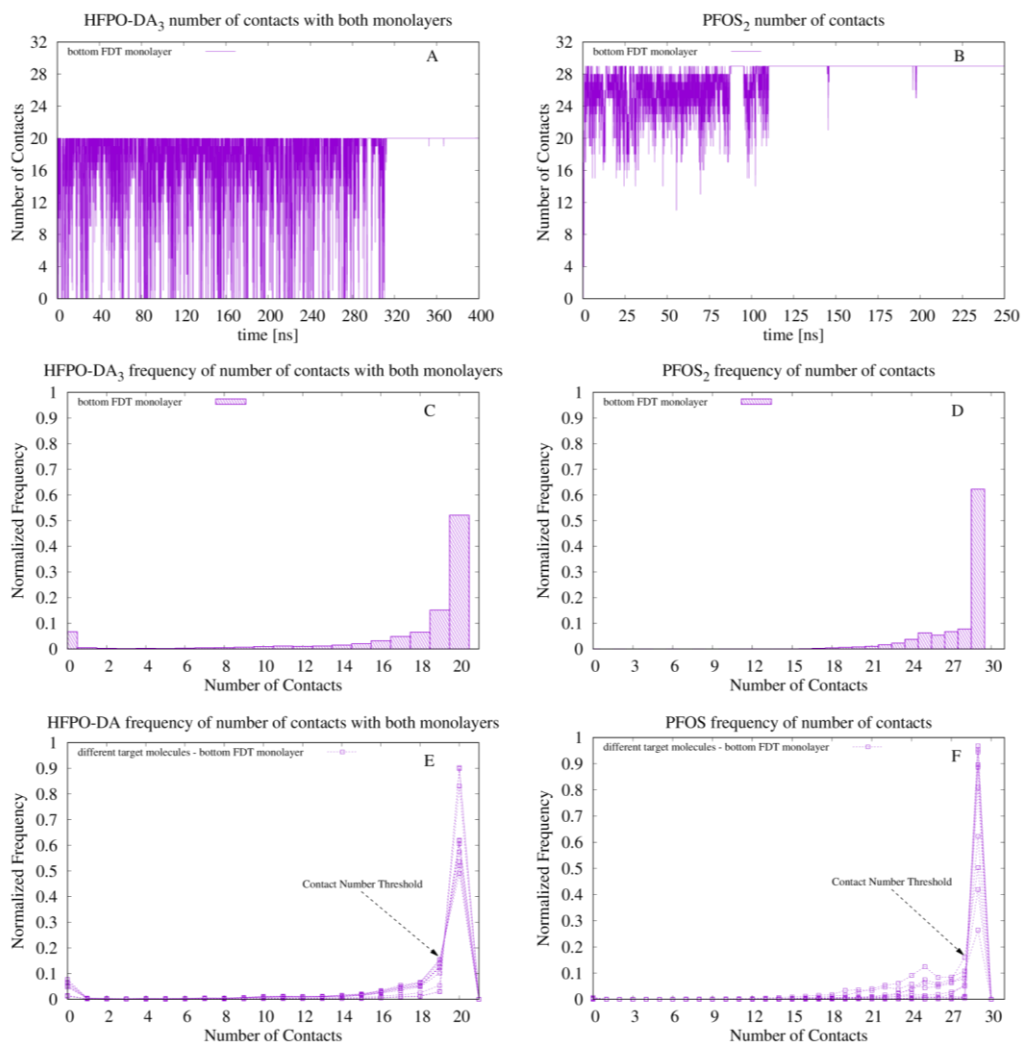 HFPO-DA₃ number of contacts with both monolayers
bottom FDT monolayer
A
32
28
24
20
16
12
8
4
0
Number of Contacts
0 40 80 120 160 200 240 280 320 360 400
time [ns]
PFOS₂ number of contacts
bottom FDT monolayer
B
32
28
24
20
16
12
8
4
0
Number of Contacts
0 25 50 75 100 125 150 175 200 225 250
time [ns]
HFPO-DA₃ frequency of number of contacts with both monolayers
bottom FDT monolayer
C
1
0.9
0.8
0.7
0.6
0.5
0.4
0.3
0.2
0.1
0
Normalized Frequency
0 2 4 6 8 10 12 14 16 18 20
Number of Contacts
PFOS₂ frequency of number of contacts
bottom FDT monolayer
D
1
0.9
0.8
0.7
0.6
0.5
0.4
0.3
0.2
0.1
0
Normalized Frequency
0 3 6 9 12 15 18 21 24 27 30
Number of Contacts
HFPO-DA frequency of number of contacts with both monolayers
different target molecules - bottom FDT monolayer
E
1
0.9
0.8
0.7
0.6
0.5
0.4
0.3
0.2
0.1
0
Normalized Frequency
Contact Number Threshold
0 2 4 6 8 10 12 14 16 18 20
Number of Contacts
PFOS frequency of number of contacts
different target molecules - bottom FDT monolayer
F
1
0.9
0.8
0.7
0.6
0.5
0.4
0.3
0.2
0.1
0
Normalized Frequency
Contact Number Threshold
0 3 6 9 12 15 18 21 24 27 30
Number of Contacts